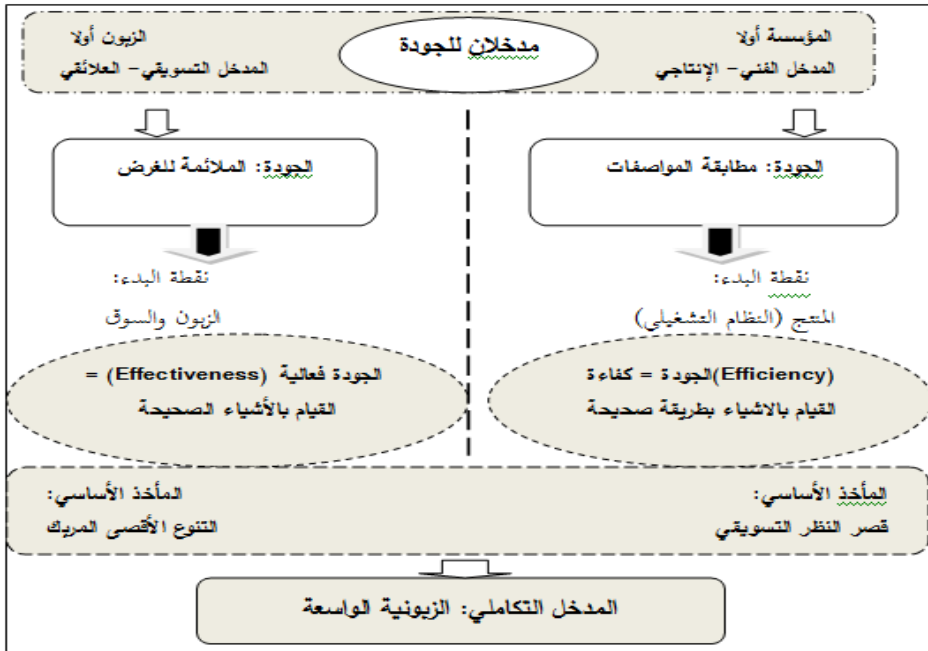 مدخلان للجودة
المؤسسة أولا
المدخل الفني- الإنتاجي
الزبون أولا
المدخل التسويقي- العلائقي
الجودة: مطابقة المواصفات
الجودة: الملائمة للغرض
نقطة البدء:
المنتج (النظام التشغيلي)
نقطة البدء:
الزبون والسوق
(Efficiency)الجودة = كفاءة
القيام بالاشياء بطريقة صحيحة
الجودة فعالية (Effectiveness) =
القيام بالأشياء الصحيحة
المأخذ الأساسي:
قصر النظر التسويقي
المأخذ الأساسي:
التنوع الأقصى المربك
المدخل التكاملي: الزبونية الواسعة